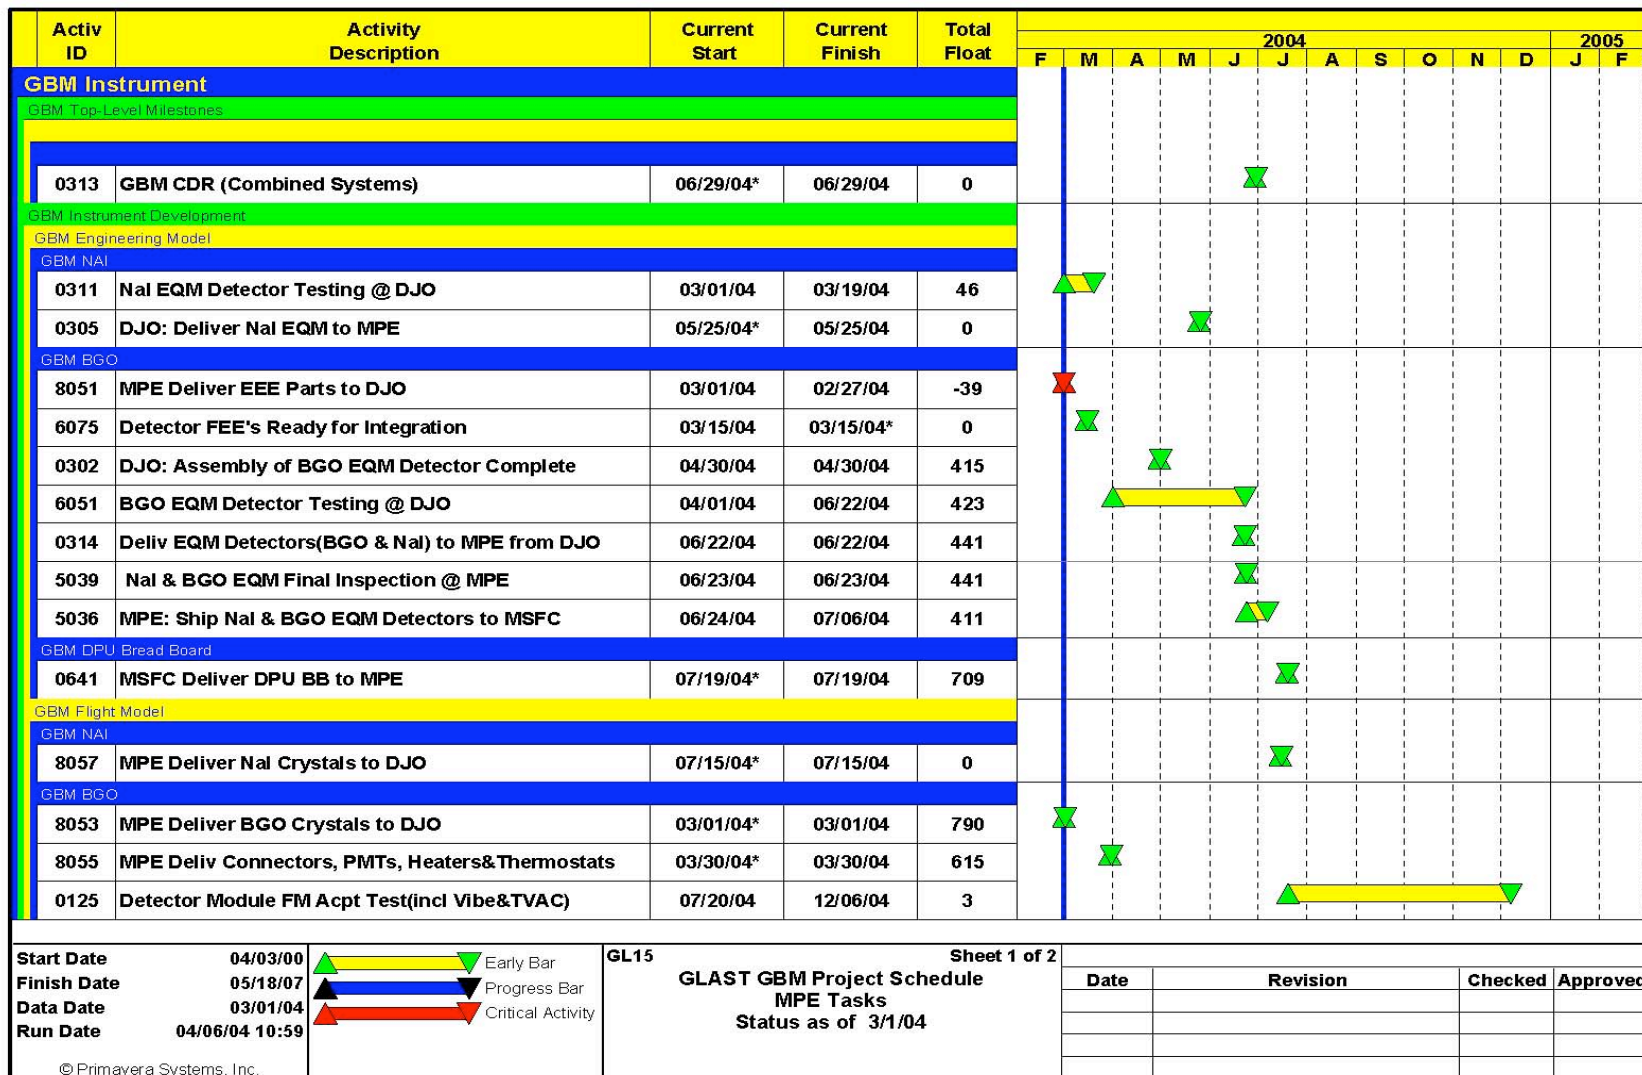 Activ ID Activity Description Current Start Current Finish Total Float
2004 2005
F M A M J J A S O N D J F
GBM Instrument
GBM Top-Level Milestones
0313 GBM CDR (Combined Systems) 06/29/04* 06/29/04 0
GBM Instrument Development
GBM Engineering Model
GBM NAI
0311 NaI EQM Detector Testing @ DJO 03/01/04 03/19/04 46
0305 DJO: Deliver NaI EQM to MPE 05/25/04* 05/25/04 0
GBM BGO
8051 MPE Deliver EEE Parts to DJO 03/01/04 02/27/04 -39
6075 Detector FEE's Ready for Integration 03/15/04 03/15/04* 0
0302 DJO: Assembly of BGO EQM Detector Complete 04/30/04 04/30/04 415
6051 BGO EQM Detector Testing @ DJO 04/01/04 06/22/04 423
0314 Deliv EQM Detectors(BGO & NaI) to MPE from DJO 06/22/04 06/22/04 441
5039 NaI & BGO EQM Final Inspection @ MPE 06/23/04 06/23/04 441
5036 MPE: Ship NaI & BGO EQM Detectors to MSFC 06/24/04 07/06/04 411
GBM DPU Bread Board
0641 MSFC Deliver DPU BB to MPE 07/19/04* 07/19/04 709
GBM Flight Model
GBM NAI
8057 MPE Deliver NaI Crystals to DJO 07/15/04* 07/15/04 0
GBM BGO
8053 MPE Deliver BGO Crystals to DJO 03/01/04* 03/01/04 790
8055 MPE Deliv Connectors, PMTs, Heaters&Thermostats 03/30/04* 03/30/04 615
0125 Detector Module FM Acpt Test(incl Vibe&TVAC) 07/20/04 12/06/04 3
Start Date 04/03/00
Finish Date 05/18/07
Data Date 03/01/04
Run Date 04/06/04 10:59
© Primavera Systems, Inc.
Early Bar
Progress Bar
Critical Activity
GL15 Sheet 1 of 2
GLAST GBM Project Schedule
MPE Tasks
Status as of 3/1/04
Date Revision Checked Approved